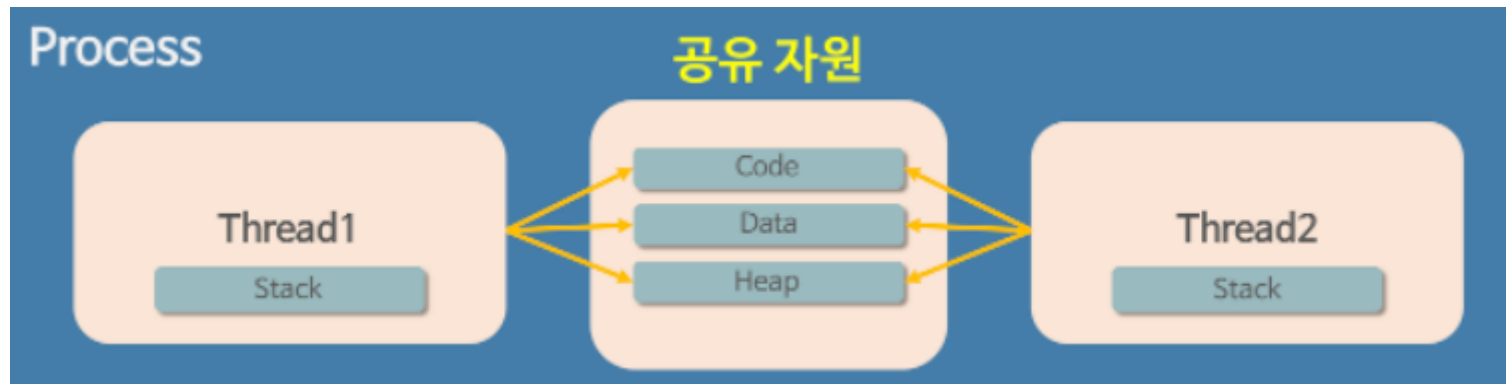 Process
공유 자원
Code
Data
Heap
Thread1
Stack
Thread2
Stack